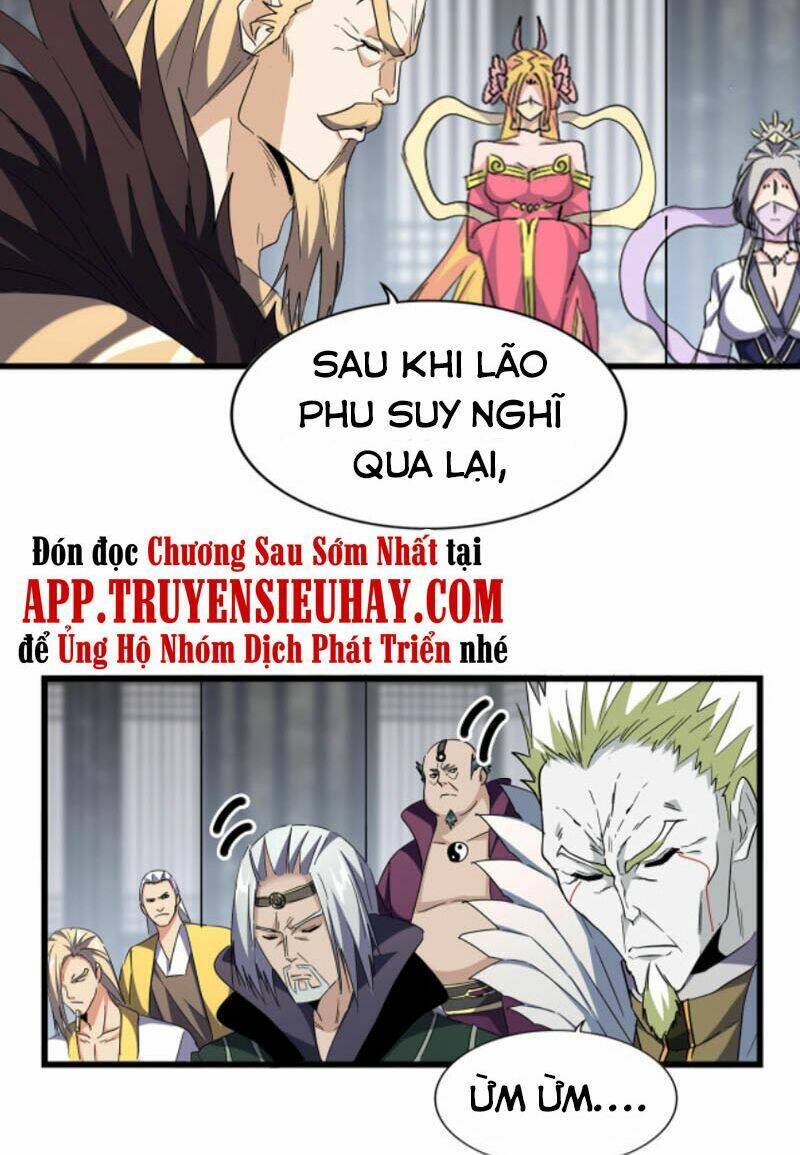 SAU KHI LÃO
PHU SUY NGHĨ
QUA LẠI,
Đón đọc Chương Sau Sớm Nhất tại
APP.TRUYENSIEUHAY.COM
để Ủng Hộ Nhóm Dịch Phát Triển nhé
ỪM ỪM....